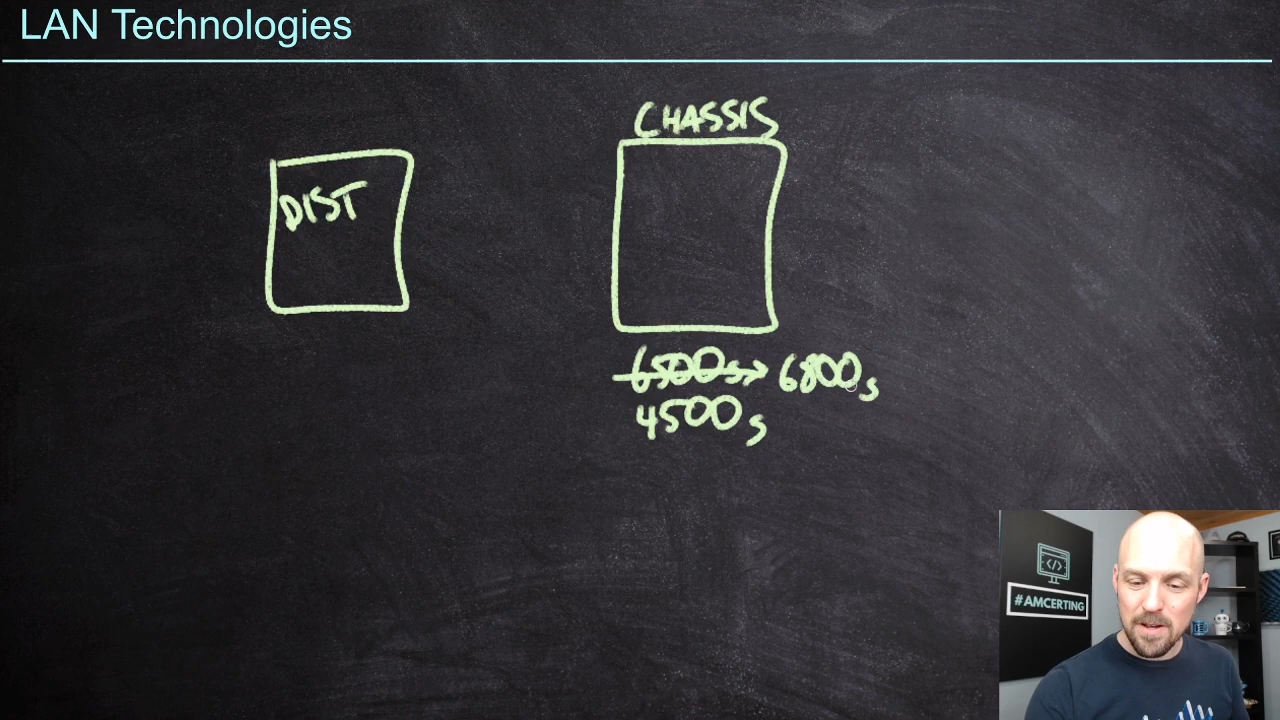 LAN Technologies
CHASSIS
DIST
6500s → 6800s
4500s
</>
#AMCERTING